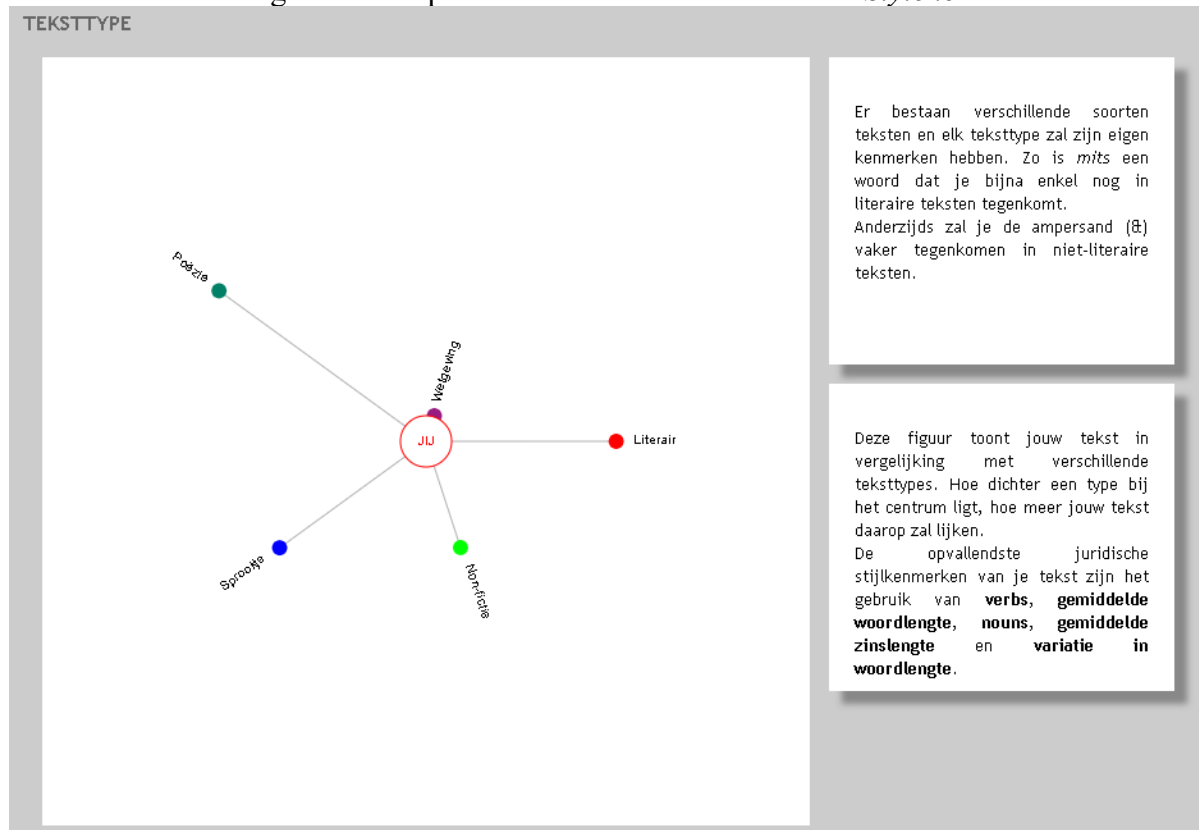 TEKSTTYPE
Er bestaan verschillende soorten
teksten en elk teksttype zal zijn eigen
kenmerken hebben. Zo is mits een
woord dat je bijna enkel nog in
literaire teksten tegenkomt.
Anderzijds zal je de ampersand (&)
vaker tegenkomen in niet-literaire
teksten.
Poëzie
Wetgeving
JIJ
Literair
Sprookje
Non-fictie
Deze figuur toont jouw tekst in
vergelijking met verschillende
teksttypes. Hoe dichter een type bij
het centrum ligt, hoe meer jouw tekst
daarop zal lijken.
De opvallendste juridische
stijlkenmerken van je tekst zijn het
gebruik van verbs, gemiddelde
woordlengte, nouns, gemiddelde
zinslengte en variatie in
woordlengte.